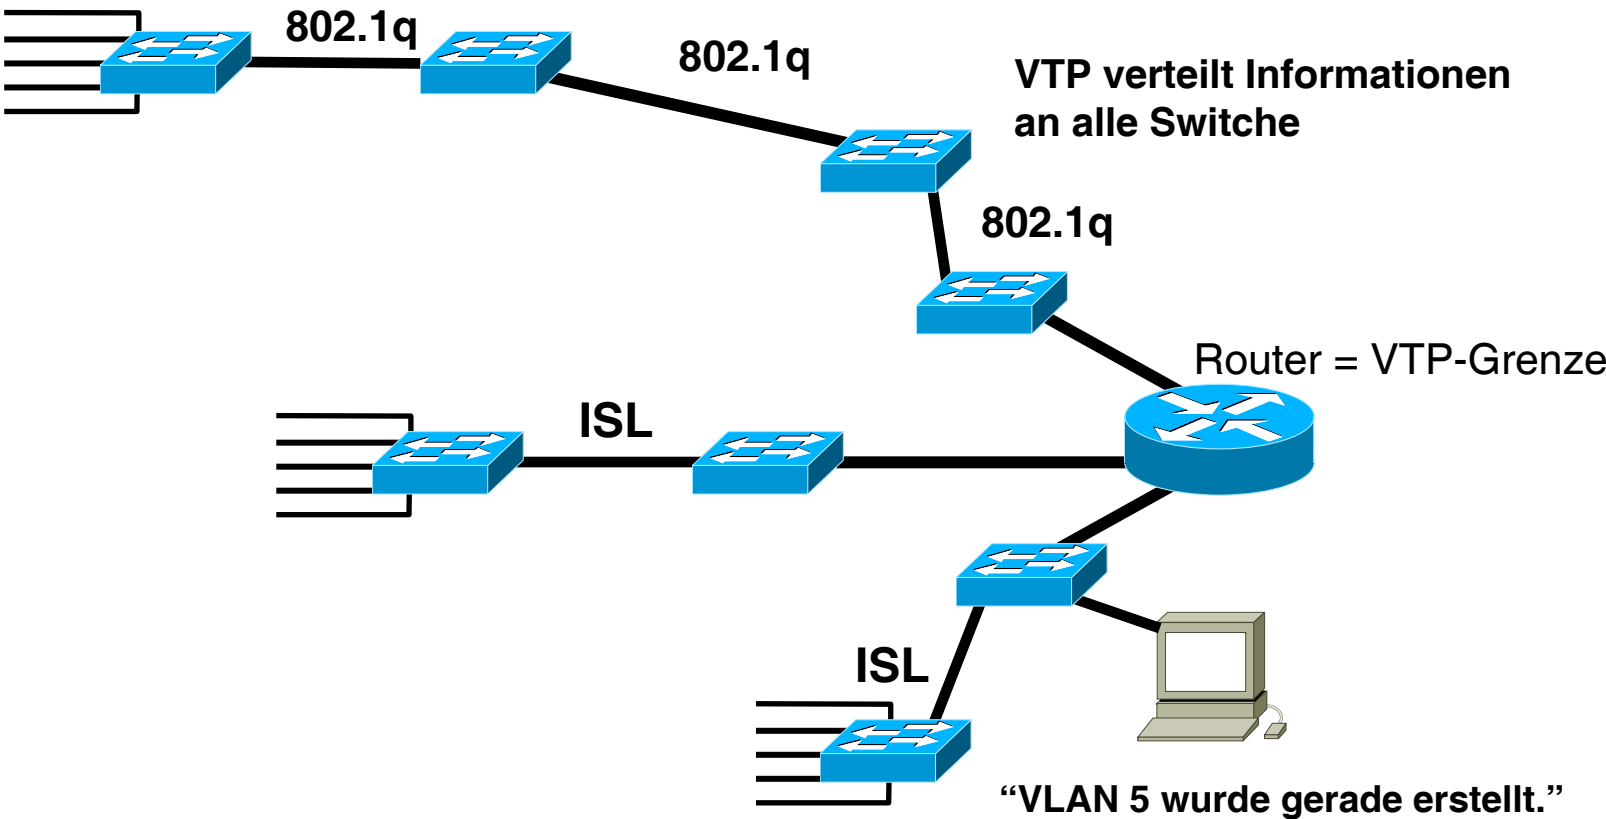 802.1q
802.1q
VTP verteilt Informationen
an alle Switche
802.1q
Router = VTP-Grenze
ISL
ISL
“VLAN 5 wurde gerade erstellt.”